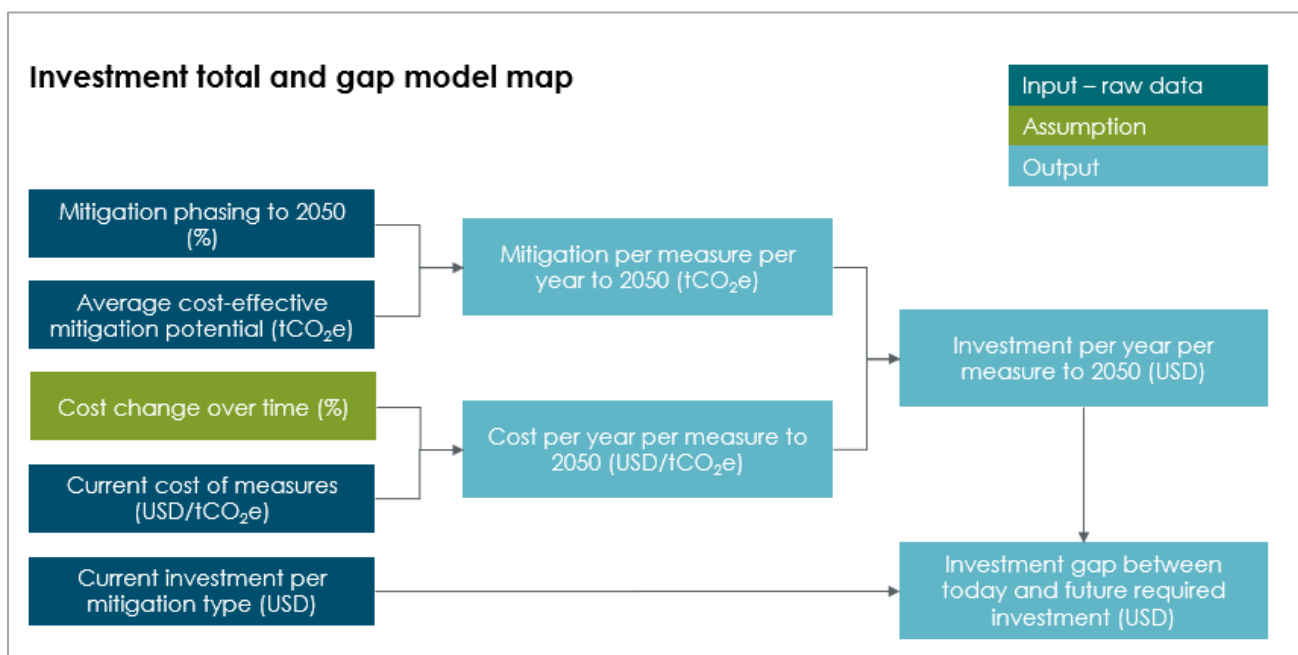 Investment total and gap model map
Input – raw data
Assumption
Output
Mitigation phasing to 2050
(%)
Average cost-effective
mitigation potential (tCO₂e)
Cost change over time (%)
Current cost of measures
(USD/tCO₂e)
Current investment per
mitigation type (USD)
Mitigation per measure per
year to 2050 (tCO₂e)
Cost per year per measure to
2050 (USD/tCO₂e)
Investment per year per
measure to 2050 (USD)
Investment gap between
today and future required
investment (USD)